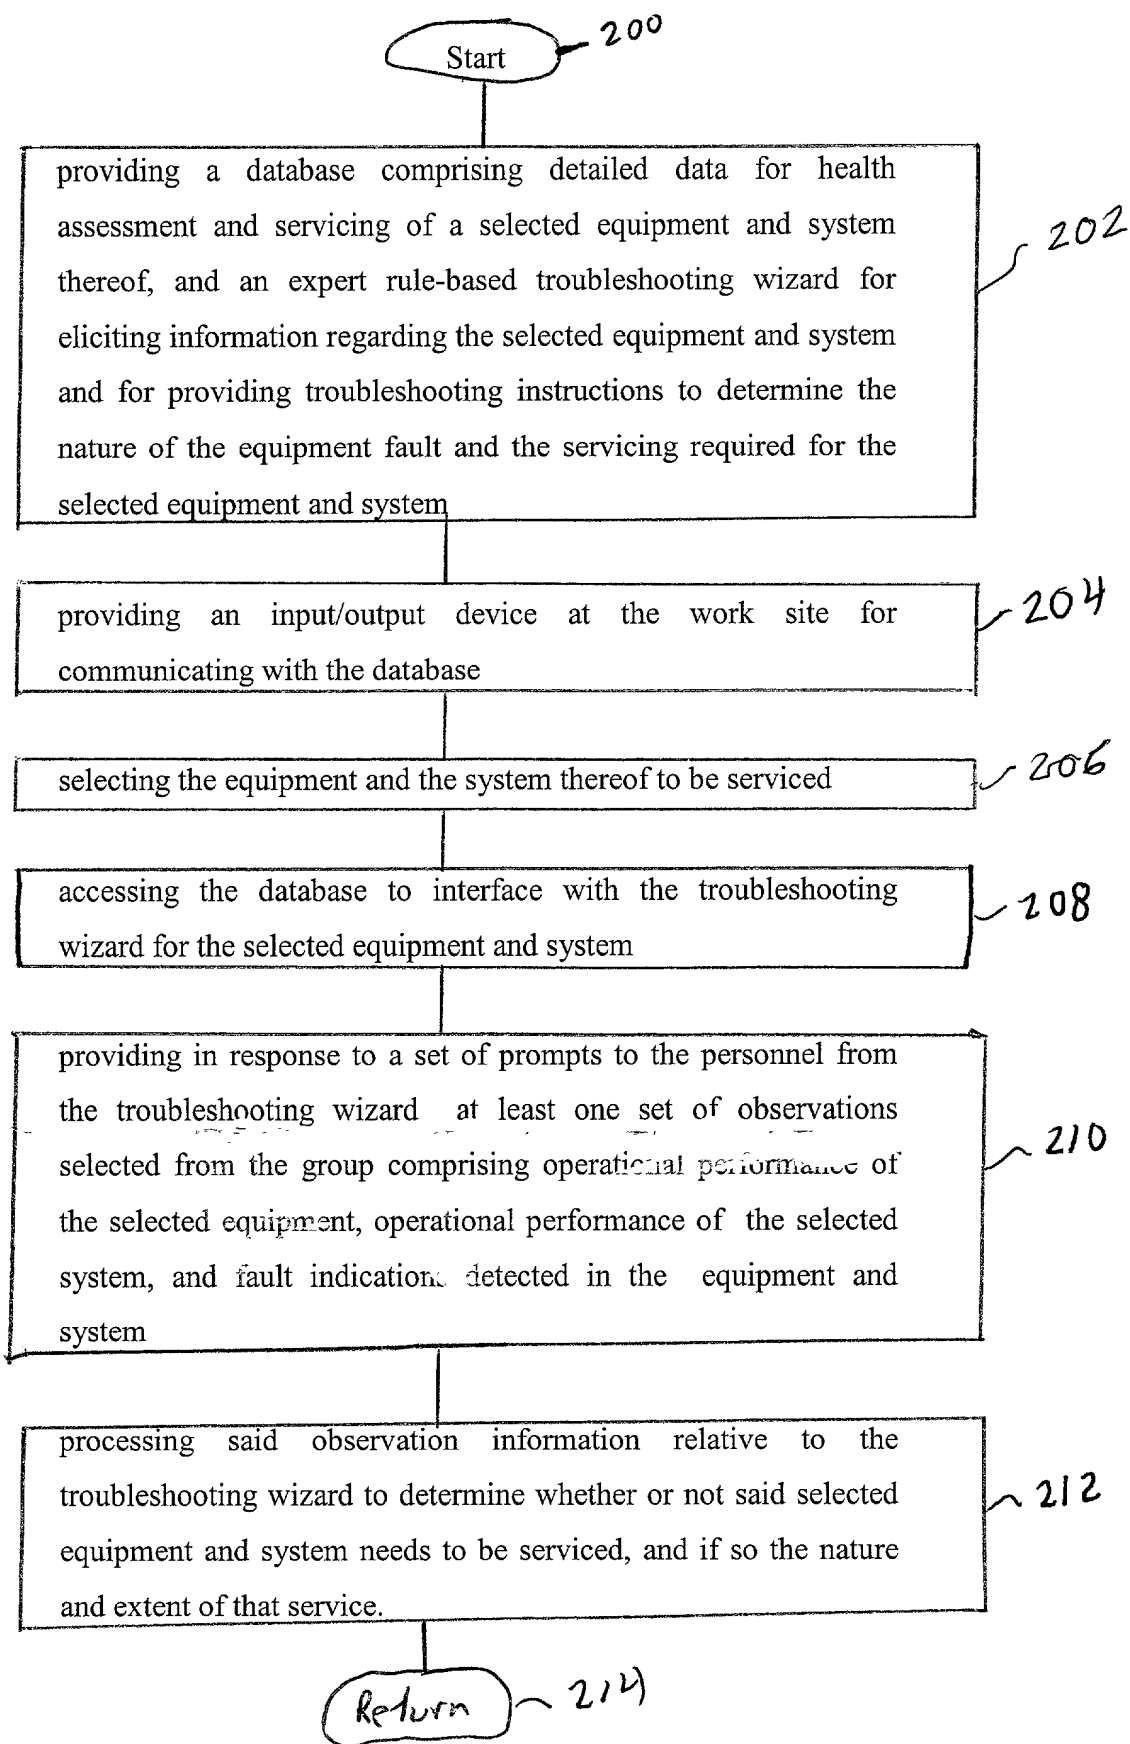 Start
200
providing a database comprising detailed data for health
assessment and servicing of a selected equipment and system
thereof, and an expert rule-based troubleshooting wizard for
eliciting information regarding the selected equipment and system
and for providing troubleshooting instructions to determine the
nature of the equipment fault and the servicing required for the
selected equipment and system
202
providing an input/output device at the work site for
communicating with the database
204
selecting the equipment and the system thereof to be serviced
206
accessing the database to interface with the troubleshooting
wizard for the selected equipment and system
208
providing in response to a set of prompts to the personnel from
the troubleshooting wizard at least one set of observations
selected from the group comprising operational performance of
the selected equipment, operational performance of the selected
system, and fault indications detected in the equipment and
system
210
processing said observation information relative to the
troubleshooting wizard to determine whether or not said selected
equipment and system needs to be serviced, and if so the nature
and extent of that service.
212
Return
214